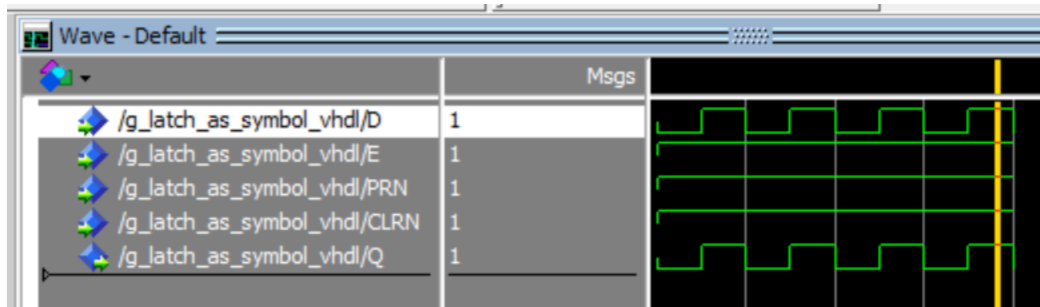 Wave - Default
Msgs
/g_latch_as_symbol_vhdl/D 1
/g_latch_as_symbol_vhdl/E 1
/g_latch_as_symbol_vhdl/PRN 1
/g_latch_as_symbol_vhdl/CLRN 1
/g_latch_as_symbol_vhdl/Q 1